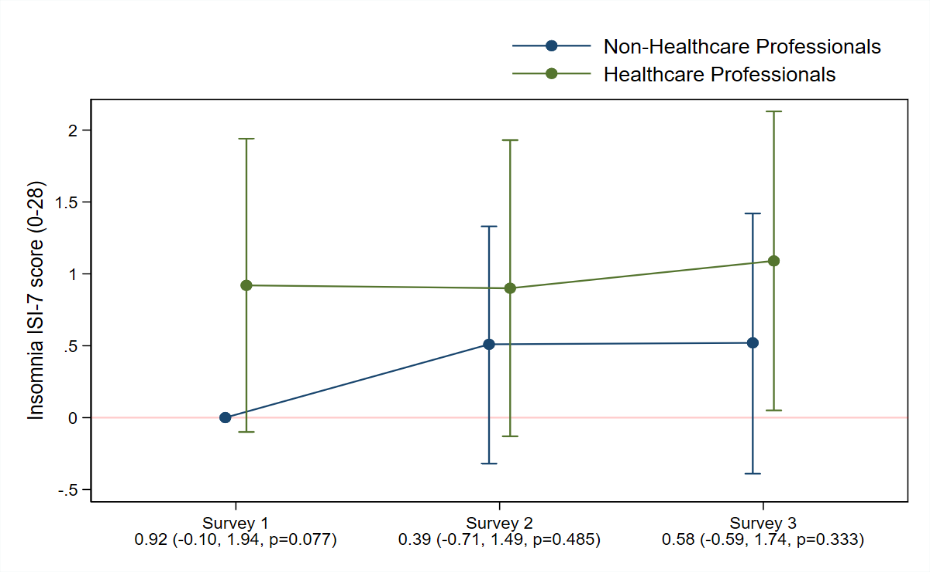 Non-Healthcare Professionals
Healthcare Professionals
Insomnia ISI-7 score (0-28)
2
1.5
1
.5
0
-.5
Survey 1
0.92 (-0.10, 1.94, p=0.077)
Survey 2
0.39 (-0.71, 1.49, p=0.485)
Survey 3
0.58 (-0.59, 1.74, p=0.333)